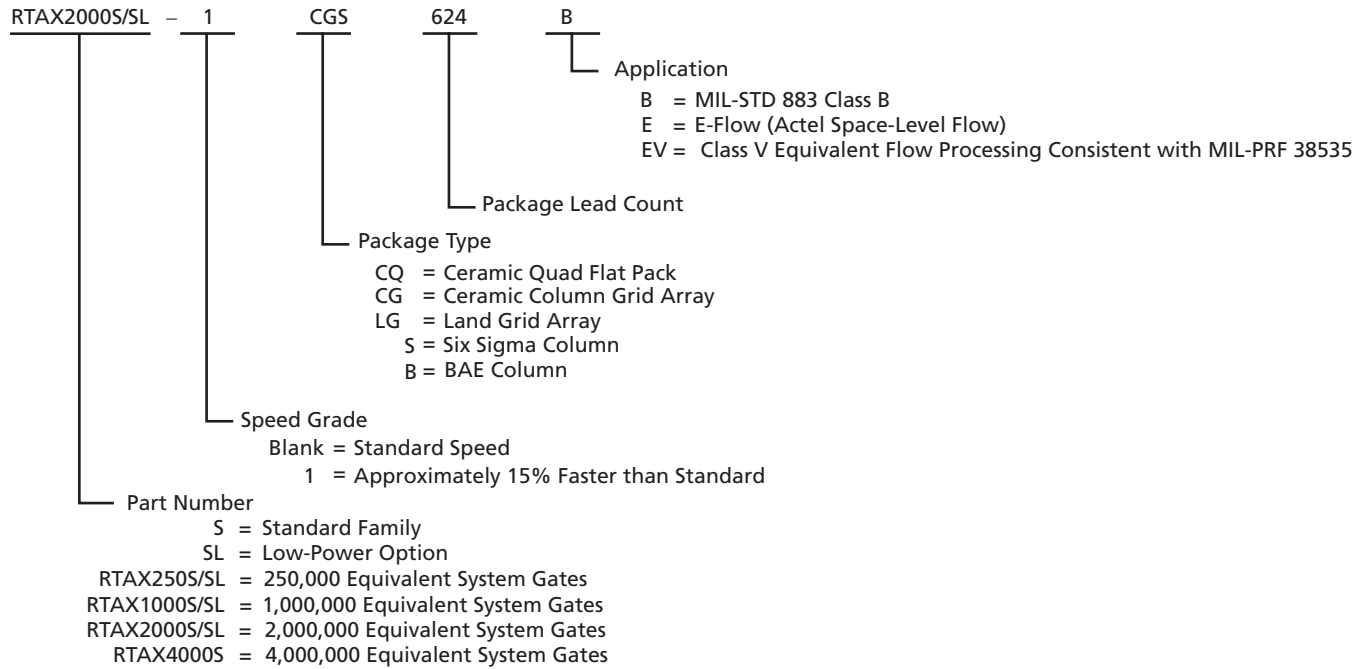 RTAX2000S/SL – 1 CGS 624 B
Application
B = MIL-STD 883 Class B
E = E-Flow (Actel Space-Level Flow)
EV = Class V Equivalent Flow Processing Consistent with MIL-PRF 38535
Package Lead Count
Package Type
CQ = Ceramic Quad Flat Pack
CG = Ceramic Column Grid Array
LG = Land Grid Array
S = Six Sigma Column
B = BAE Column
Speed Grade
Blank = Standard Speed
1 = Approximately 15% Faster than Standard
Part Number
S = Standard Family
SL = Low-Power Option
RTAX250S/SL = 250,000 Equivalent System Gates
RTAX1000S/SL = 1,000,000 Equivalent System Gates
RTAX2000S/SL = 2,000,000 Equivalent System Gates
RTAX4000S = 4,000,000 Equivalent System Gates